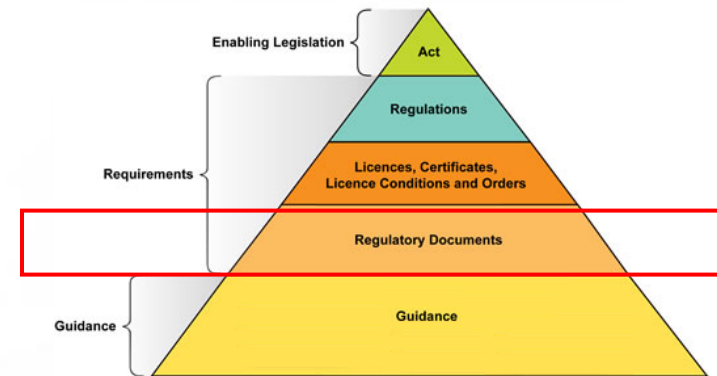 Enabling Legislation
Act
Regulations
Requirements
Licences, Certificates,
Licence Conditions and Orders
Regulatory Documents
Guidance
Guidance